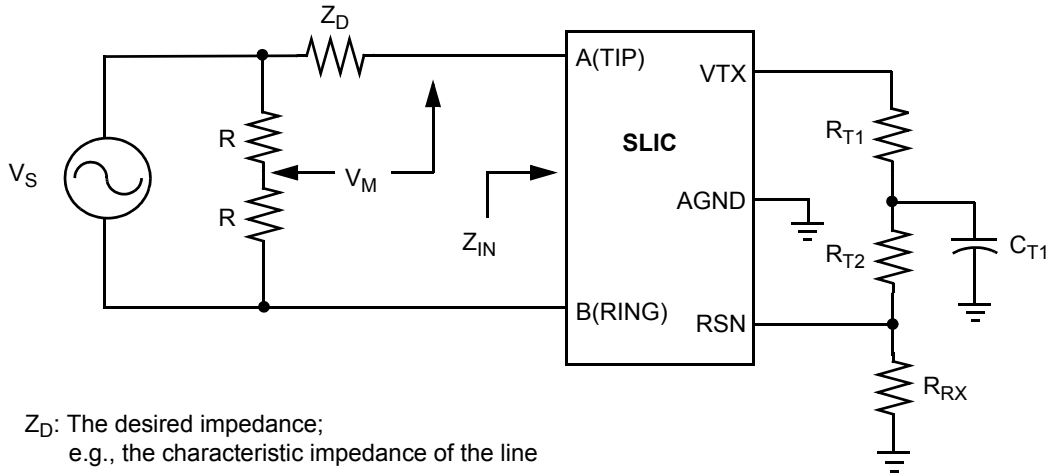 Z_D
A(TIP)
VTX
R
SLIC
R_T1
V_S
V_M
AGND
R
Z_IN
R_T2
C_T1
B(RING)
RSN
R_RX
Z_D: The desired impedance;
e.g., the characteristic impedance of the line